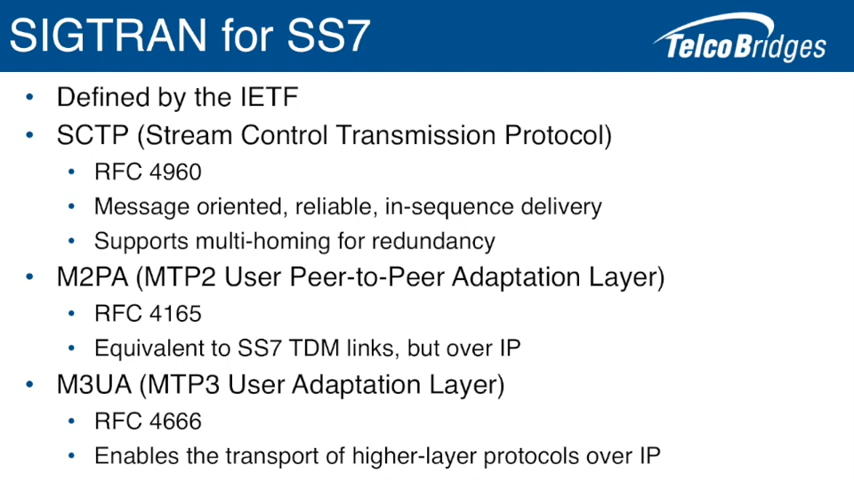 SIGTRAN for SS7
TelcoBridges
• Defined by the IETF
• SCTP (Stream Control Transmission Protocol)
• RFC 4960
• Message oriented, reliable, in-sequence delivery
• Supports multi-homing for redundancy
• M2PA (MTP2 User Peer-to-Peer Adaptation Layer)
• RFC 4165
• Equivalent to SS7 TDM links, but over IP
• M3UA (MTP3 User Adaptation Layer)
• RFC 4666
• Enables the transport of higher-layer protocols over IP